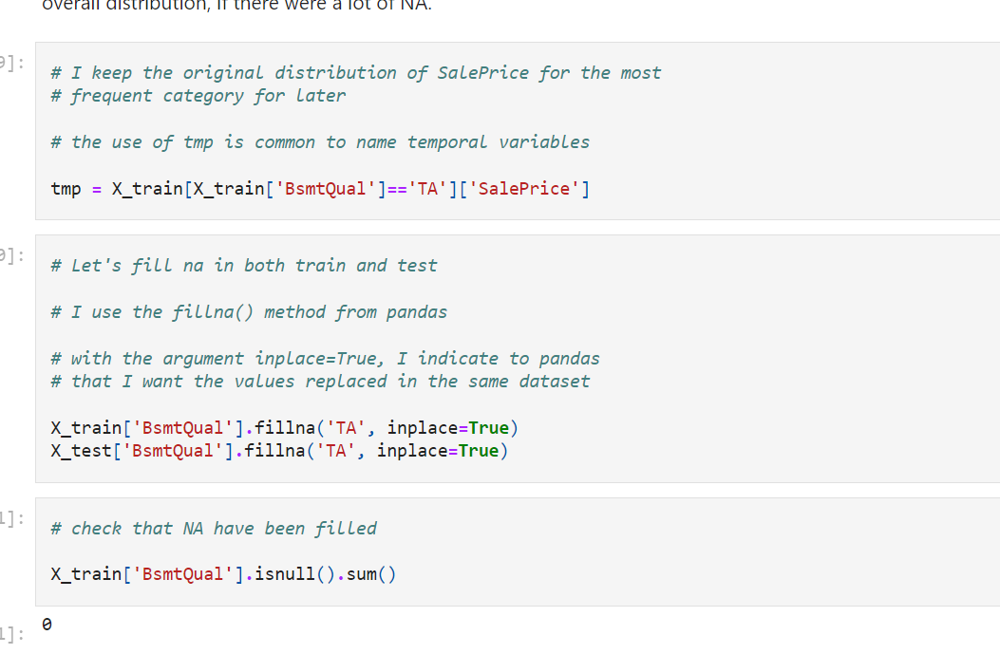 overall distribution, if there were a lot of NA.
]:
# I keep the original distribution of SalePrice for the most
# frequent category for later
# the use of tmp is common to name temporal variables
tmp = X_train[X_train['BsmtQual']=='TA']['SalePrice']
]:
# Let's fill na in both train and test
# I use the fillna() method from pandas
# with the argument inplace=True, I indicate to pandas
# that I want the values replaced in the same dataset
X_train['BsmtQual'].fillna('TA', inplace=True)
X_test['BsmtQual'].fillna('TA', inplace=True)
1]:
# check that NA have been filled
X_train['BsmtQual'].isnull().sum()
1]:
0